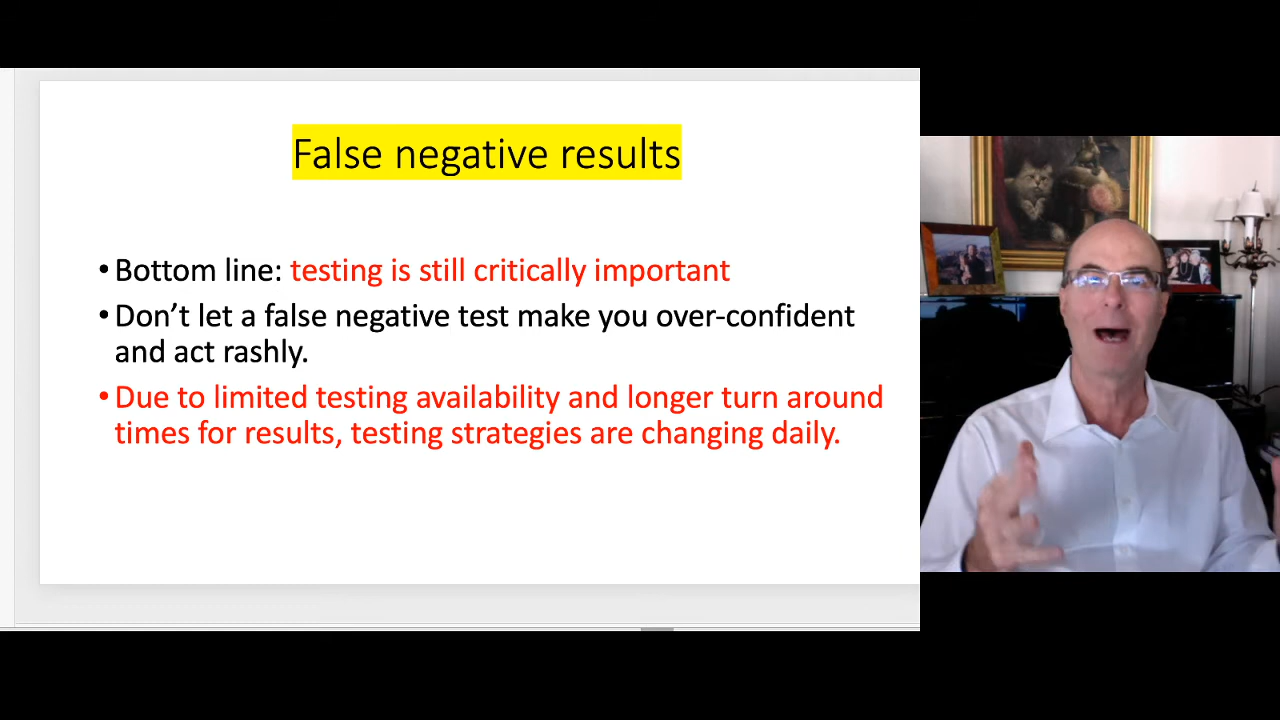 False negative results
•Bottom line: testing is still critically important
•Don’t let a false negative test make you over-confident
and act rashly.
•Due to limited testing availability and longer turn around
times for results, testing strategies are changing daily.